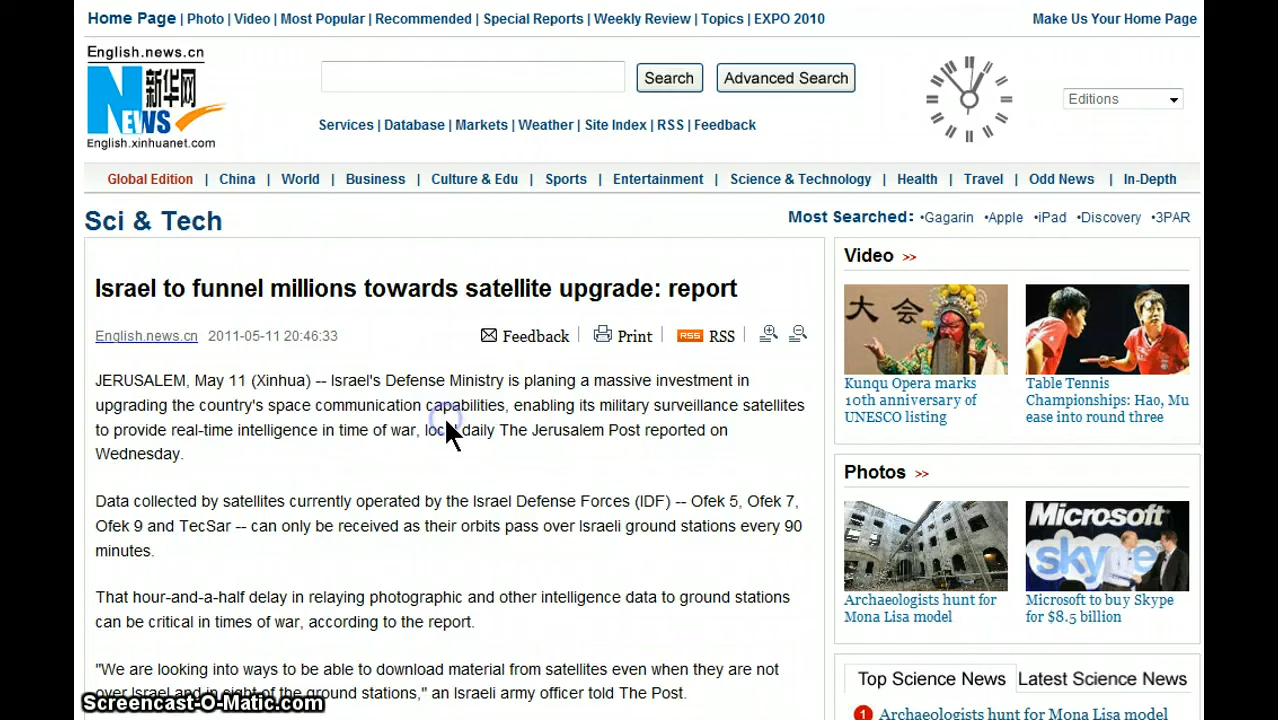 Home Page | Photo | Video | Most Popular | Recommended | Special Reports | Weekly Review | Topics | EXPO 2010
Make Us Your Home Page
English.news.cn
新华网
NEWS
English.xinhuanet.com
Search
Advanced Search
Editions
Services | Database | Markets | Weather | Site Index | RSS | Feedback
Global Edition | China | World | Business | Culture & Edu | Sports | Entertainment | Science & Technology | Health | Travel | Odd News | In-Depth
Sci & Tech
Most Searched: •Gagarin •Apple •iPad •Discovery •3PAR
Israel to funnel millions towards satellite upgrade: report
English.news.cn 2011-05-11 20:46:33
Feedback | Print | RSS RSS |
JERUSALEM, May 11 (Xinhua) -- Israel's Defense Ministry is planing a massive investment in
upgrading the country's space communication capabilities, enabling its military surveillance satellites
to provide real-time intelligence in time of war, local daily The Jerusalem Post reported on
Wednesday.
Data collected by satellites currently operated by the Israel Defense Forces (IDF) -- Ofek 5, Ofek 7,
Ofek 9 and TecSar -- can only be received as their orbits pass over Israeli ground stations every 90
minutes.
That hour-and-a-half delay in relaying photographic and other intelligence data to ground stations
can be critical in times of war, according to the report.
"We are looking into ways to be able to download material from satellites even when they are not
over Israel and in sight of the ground stations," an Israeli army officer told The Post.
Video >>
大会
Kunqu Opera marks
10th anniversary of
UNESCO listing
Table Tennis
Championships: Hao, Mu
ease into round three
Photos >>
Microsoft
skype
Archaeologists hunt for
Mona Lisa model
Microsoft to buy Skype
for $8.5 billion
Top Science News
Latest Science News
1 Archaeologists hunt for Mona Lisa model
Screencast-O-Matic.com